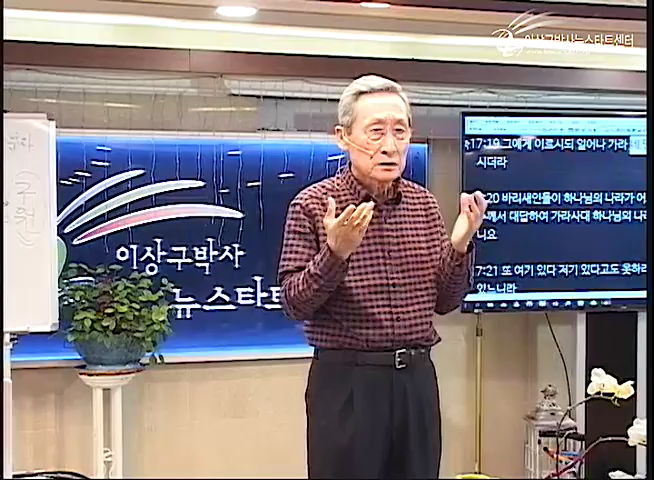 이상구박사뉴스타트센터
17:19 그에게 이르시되 일어나 가라 네
시더라
20 바리새인들이 하나님의 나라가 어
께서 대답하여 가라사대 하나님의 나라
니요
7:21 또 여기 있다 저기 있다고도 못하리
있느니라
구원
이상구박사
뉴스타트